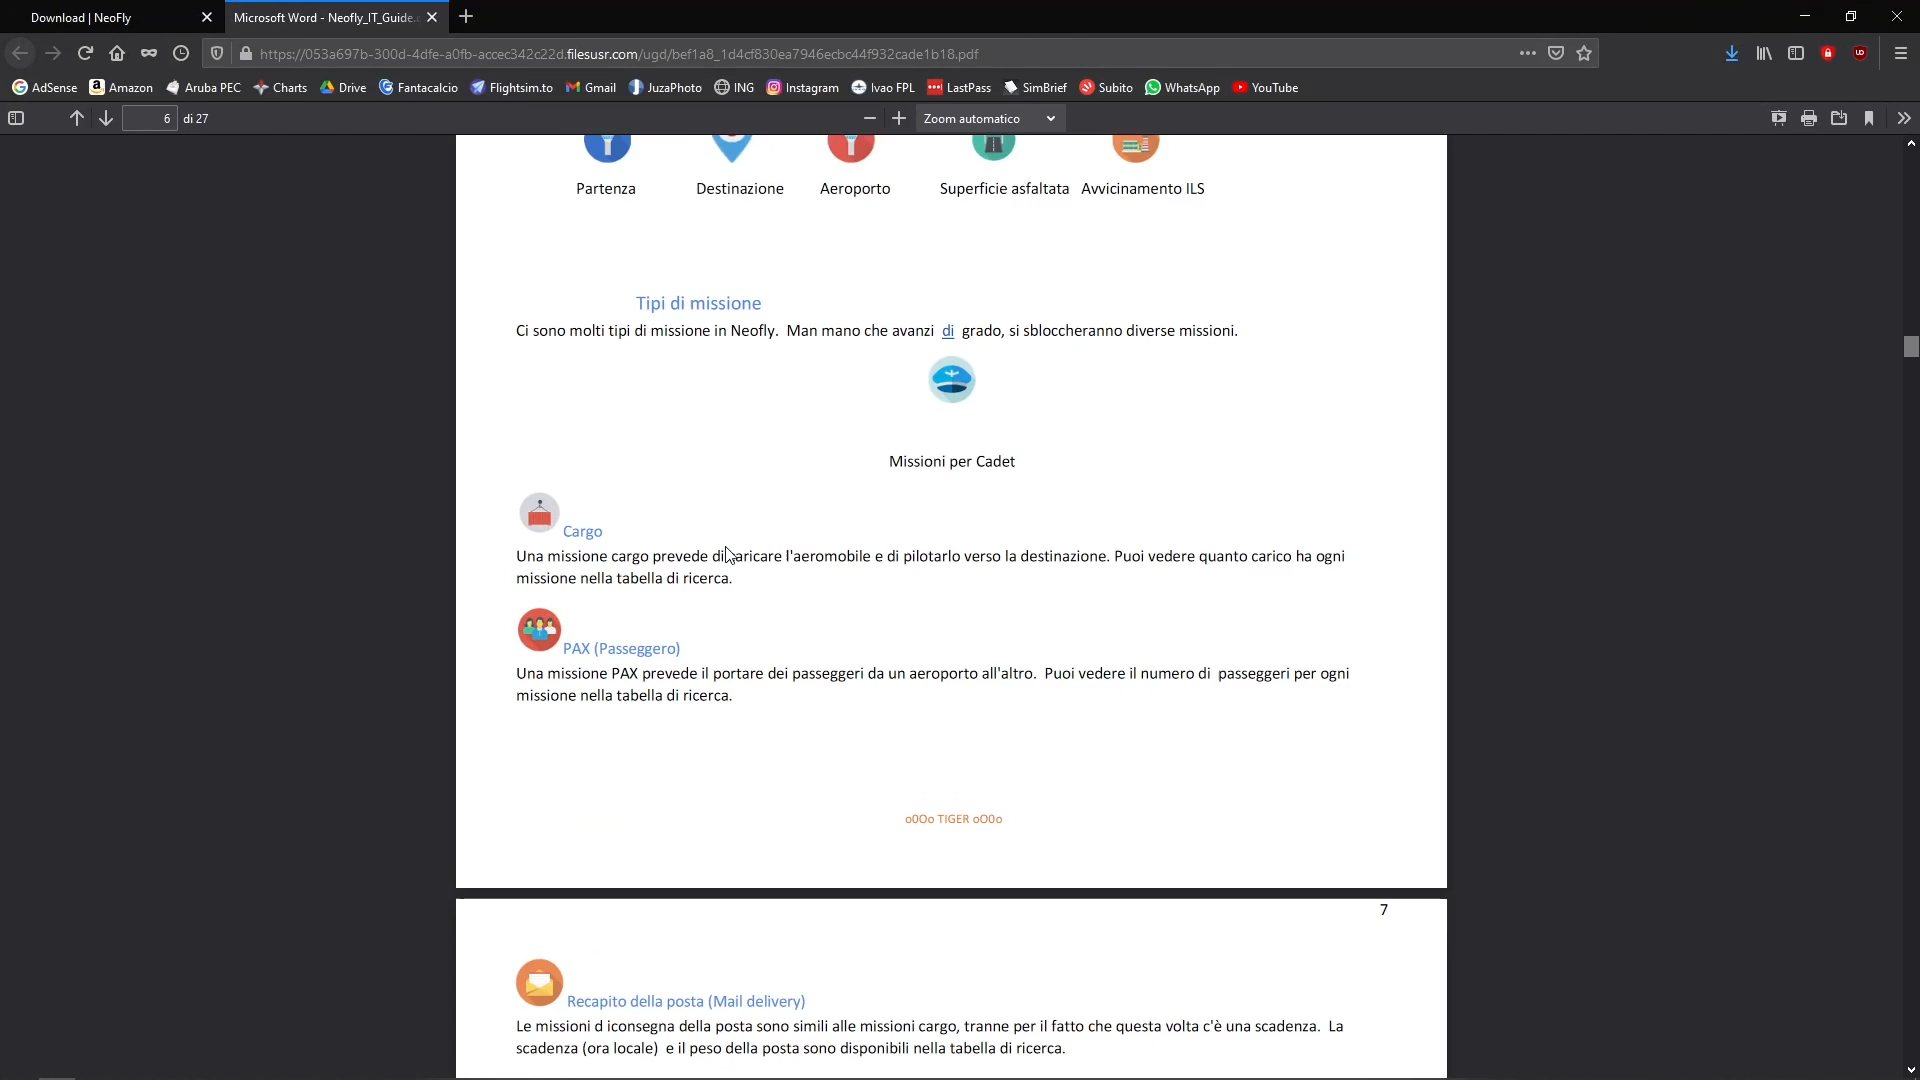 Download | NeoFly
Microsoft Word - Neofly_IT_Guide.
https://053a697b-300d-4dfe-a0fb-accec342c22d.filesusr.com/ugd/bef1a8_1d4cf830ea7946ecbc44f932cade1b18.pdf
AdSense Amazon Aruba PEC Charts Drive Fantacalcio Flightsim.to Gmail JuzaPhoto ING Instagram Ivao FPL LastPass SimBrief Subito WhatsApp YouTube
6 di 27 Zoom automatico
Partenza Destinazione Aeroporto Superficie asfaltata Avvicinamento ILS
Tipi di missione
Ci sono molti tipi di missione in Neofly. Man mano che avanzi di grado, si sbloccheranno diverse missioni.
Missioni per Cadet
Cargo
Una missione cargo prevede di caricare l'aeromobile e di pilotarlo verso la destinazione. Puoi vedere quanto carico ha ogni
missione nella tabella di ricerca.
PAX (Passeggero)
Una missione PAX prevede il portare dei passeggeri da un aeroporto all'altro. Puoi vedere il numero di passeggeri per ogni
missione nella tabella di ricerca.
o0Oo TIGER oO0o
7
Recapito della posta (Mail delivery)
Le missioni d iconsegna della posta sono simili alle missioni cargo, tranne per il fatto che questa volta c'è una scadenza. La
scadenza (ora locale) e il peso della posta sono disponibili nella tabella di ricerca.